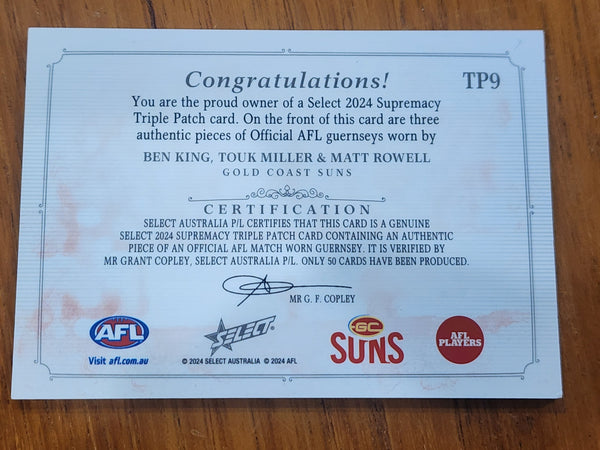 Congratulations!
TP9
You are the proud owner of a Select 2024 Supremacy
Triple Patch card. On the front of this card are three
authentic pieces of Official AFL guernseys worn by
BEN KING, TOUK MILLER & MATT ROWELL
GOLD COAST SUNS
CERTIFICATION
SELECT AUSTRALIA P/L CERTIFIES THAT THIS CARD IS A GENUINE
SELECT 2024 SUPREMACY TRIPLE PATCH CARD CONTAINING AN AUTHENTIC
PIECE OF AN OFFICIAL AFL MATCH WORN GUERNSEY. IT IS VERIFIED BY
MR GRANT COPLEY, SELECT AUSTRALIA P/L. ONLY 50 CARDS HAVE BEEN PRODUCED.
MR G. F. COPLEY
AFL
Visit afl.com.au
SELECT
© 2024 SELECT AUSTRALIA © 2024 AFL
GC
SUNS
AFL
PLAYERS